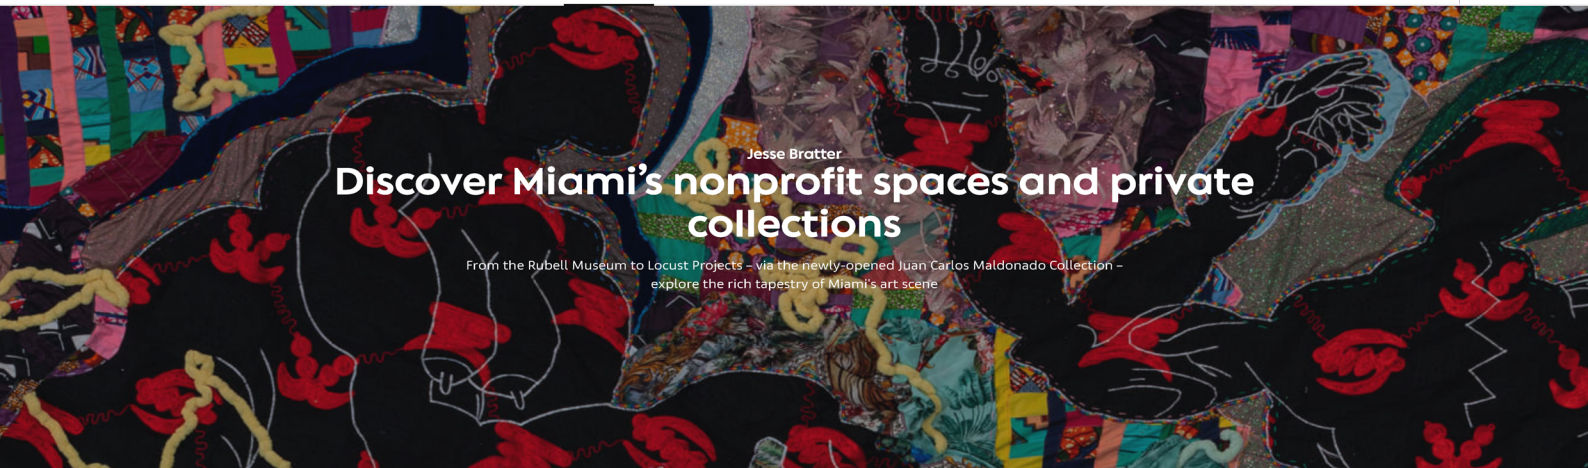 Jesse Bratter
Discover Miami's nonprofit spaces and private
collections
From the Rubell Museum to Locust Projects – via the newly-opened Juan Carlos Maldonado Collection –
explore the rich tapestry of Miami's art scene